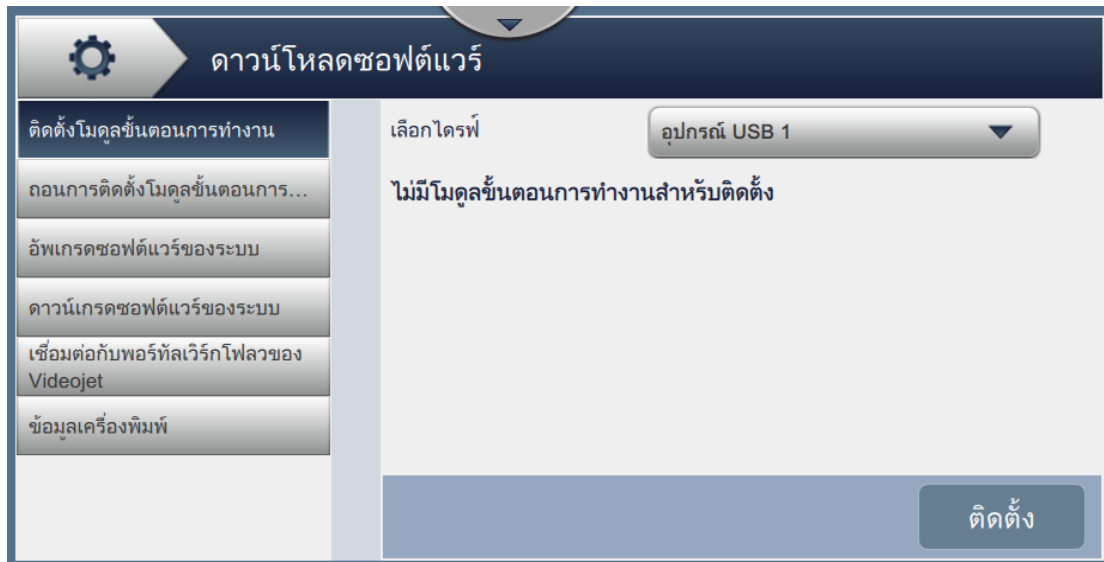 ดาวน์โหลดซอฟต์แวร์
ติดตั้งโมดูลขั้นตอนการทำงาน
ถอนการติดตั้งโมดูลขั้นตอนการ...
อัพเกรดซอฟต์แวร์ของระบบ
ดาวน์เกรดซอฟต์แวร์ของระบบ
เชื่อมต่อกับพอร์ทัลเวิร์กโฟลวของ
Videojet
ข้อมูลเครื่องพิมพ์
เลือกไดรฟ์
อุปกรณ์ USB 1
ไม่มีโมดูลขั้นตอนการทำงานสำหรับติดตั้ง
ติดตั้ง